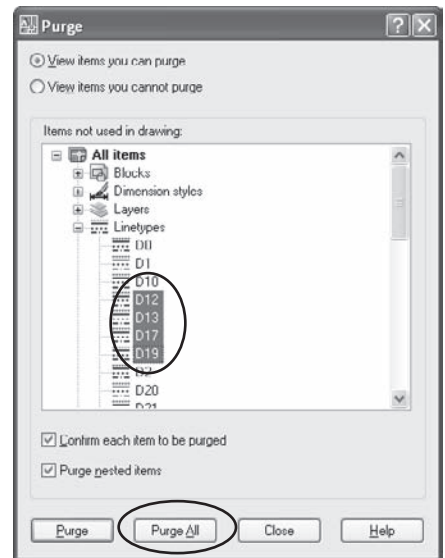 Purge
View items you can purge
View items you cannot purge
Items not used in drawing:
All items
Blocks
Dimension styles
Layers
Linetypes
D0
D1
D10
D12
D13
D17
D19
D2
D20
D21
Confirm each item to be purged
Purge nested items
Purge Purge All Close Help